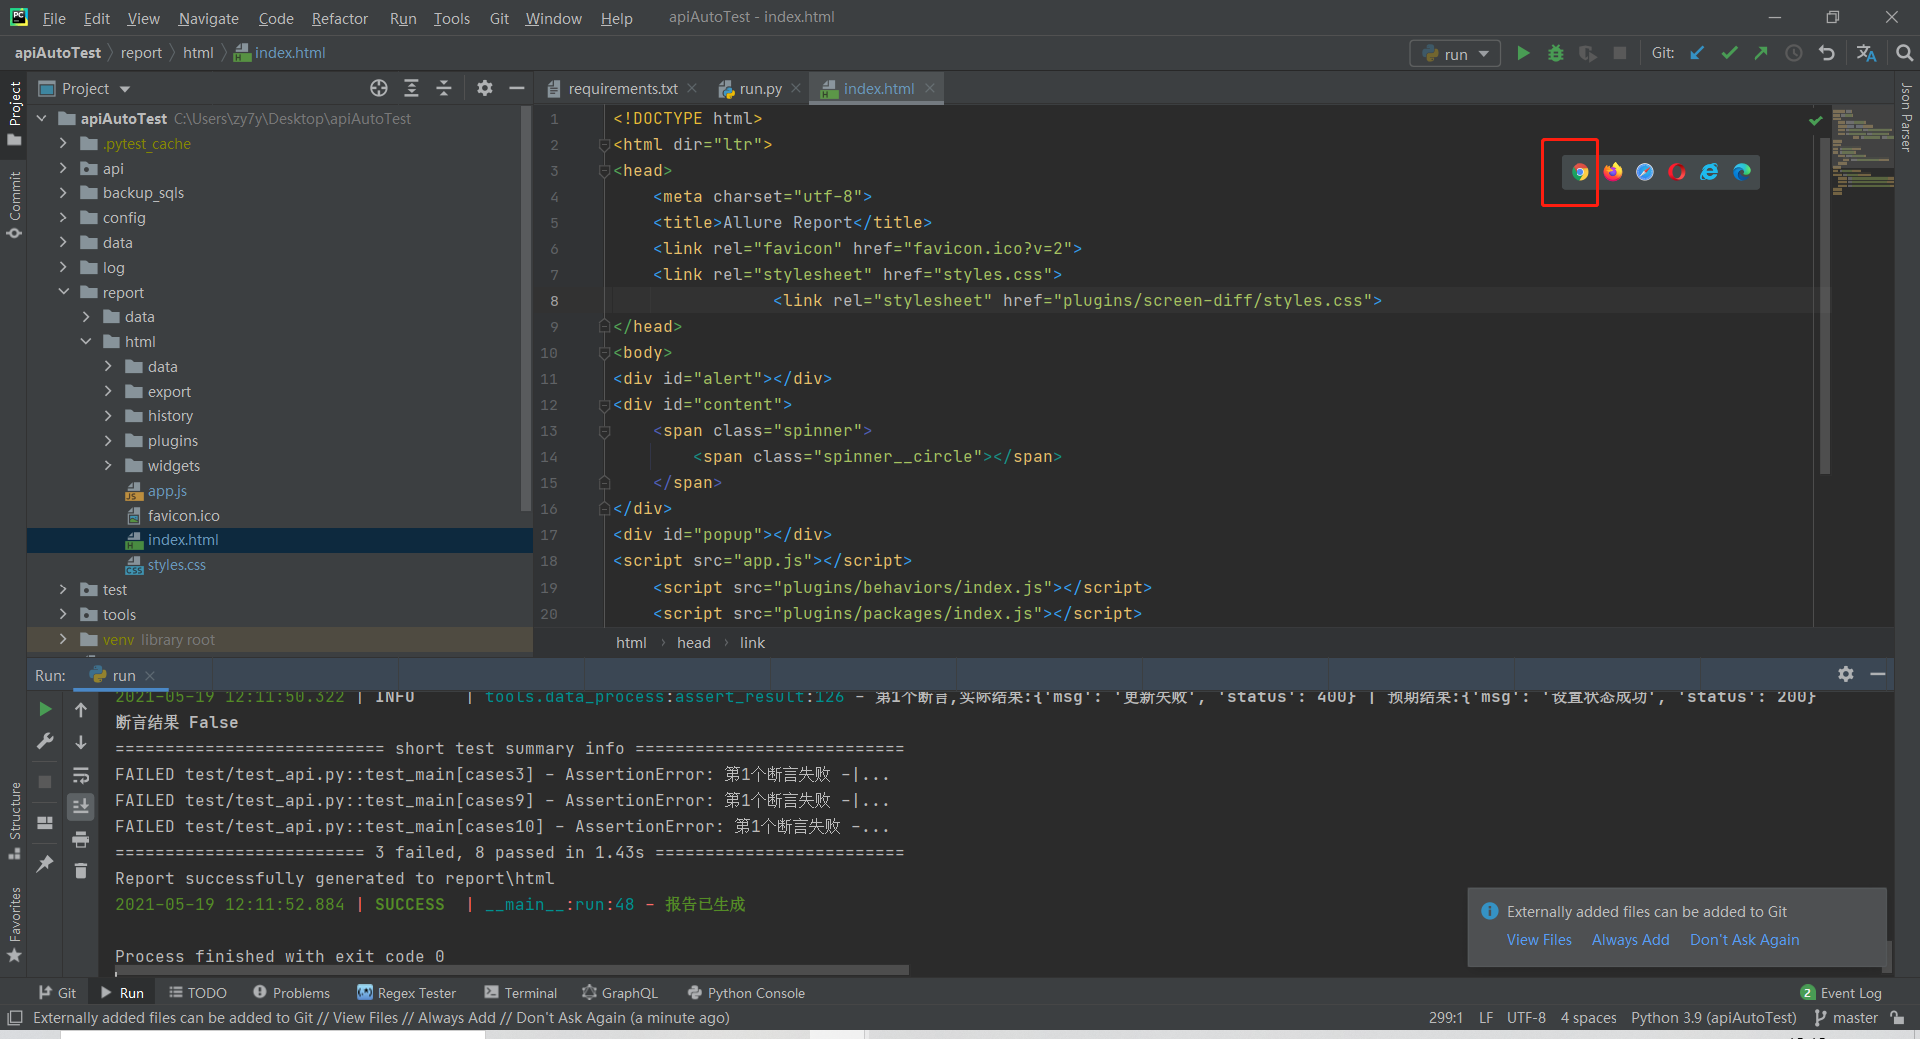 File Edit View Navigate Code Refactor Run Tools Git Window Help apiAutoTest - index.html
apiAutoTest report html index.html run Git:
Project
requirements.txt run.py index.html
Project
Commit
Structure
Favorites
Json Parser
apiAutoTest C:\Users\zy7y\Desktop\apiAutoTest
.pytest_cache
api
backup_sqls
config
data
log
report
data
html
data
export
history
plugins
widgets
app.js
favicon.ico
index.html
styles.css
test
tools
venv library root
1 <!DOCTYPE html>
2 <html dir="ltr">
3 <head>
4 <meta charset="utf-8">
5 <title>Allure Report</title>
6 <link rel="favicon" href="favicon.ico?v=2">
7 <link rel="stylesheet" href="styles.css">
8 <link rel="stylesheet" href="plugins/screen-diff/styles.css">
9 </head>
10 <body>
11 <div id="alert"></div>
12 <div id="content">
13 <span class="spinner">
14 <span class="spinner__circle"></span>
15 </span>
16 </div>
17 <div id="popup"></div>
18 <script src="app.js"></script>
19 <script src="plugins/behaviors/index.js"></script>
20 <script src="plugins/packages/index.js"></script>
html › head › link
Run: run
2021-05-19 12:11:50.322 | INFO | tools.data_process:assert_result:126 - 第1个断言,实际结果:{'msg': '更新失败', 'status': 400} | 预期结果:{'msg': '设置状态成功', 'status': 200}
断言结果 False
=========================== short test summary info ===========================
FAILED test/test_api.py::test_main[cases3] - AssertionError: 第1个断言失败 -|...
FAILED test/test_api.py::test_main[cases9] - AssertionError: 第1个断言失败 -|...
FAILED test/test_api.py::test_main[cases10] - AssertionError: 第1个断言失败 -...
========================= 3 failed, 8 passed in 1.43s =========================
Report successfully generated to report\html
2021-05-19 12:11:52.884 | SUCCESS | __main__:run:48 - 报告已生成
Process finished with exit code 0
Externally added files can be added to Git
View Files Always Add Don't Ask Again
Git Run TODO Problems Regex Tester Terminal GraphQL Python Console 2 Event Log
Externally added files can be added to Git // View Files // Always Add // Don't Ask Again (a minute ago) 299:1 LF UTF-8 4 spaces Python 3.9 (apiAutoTest) master